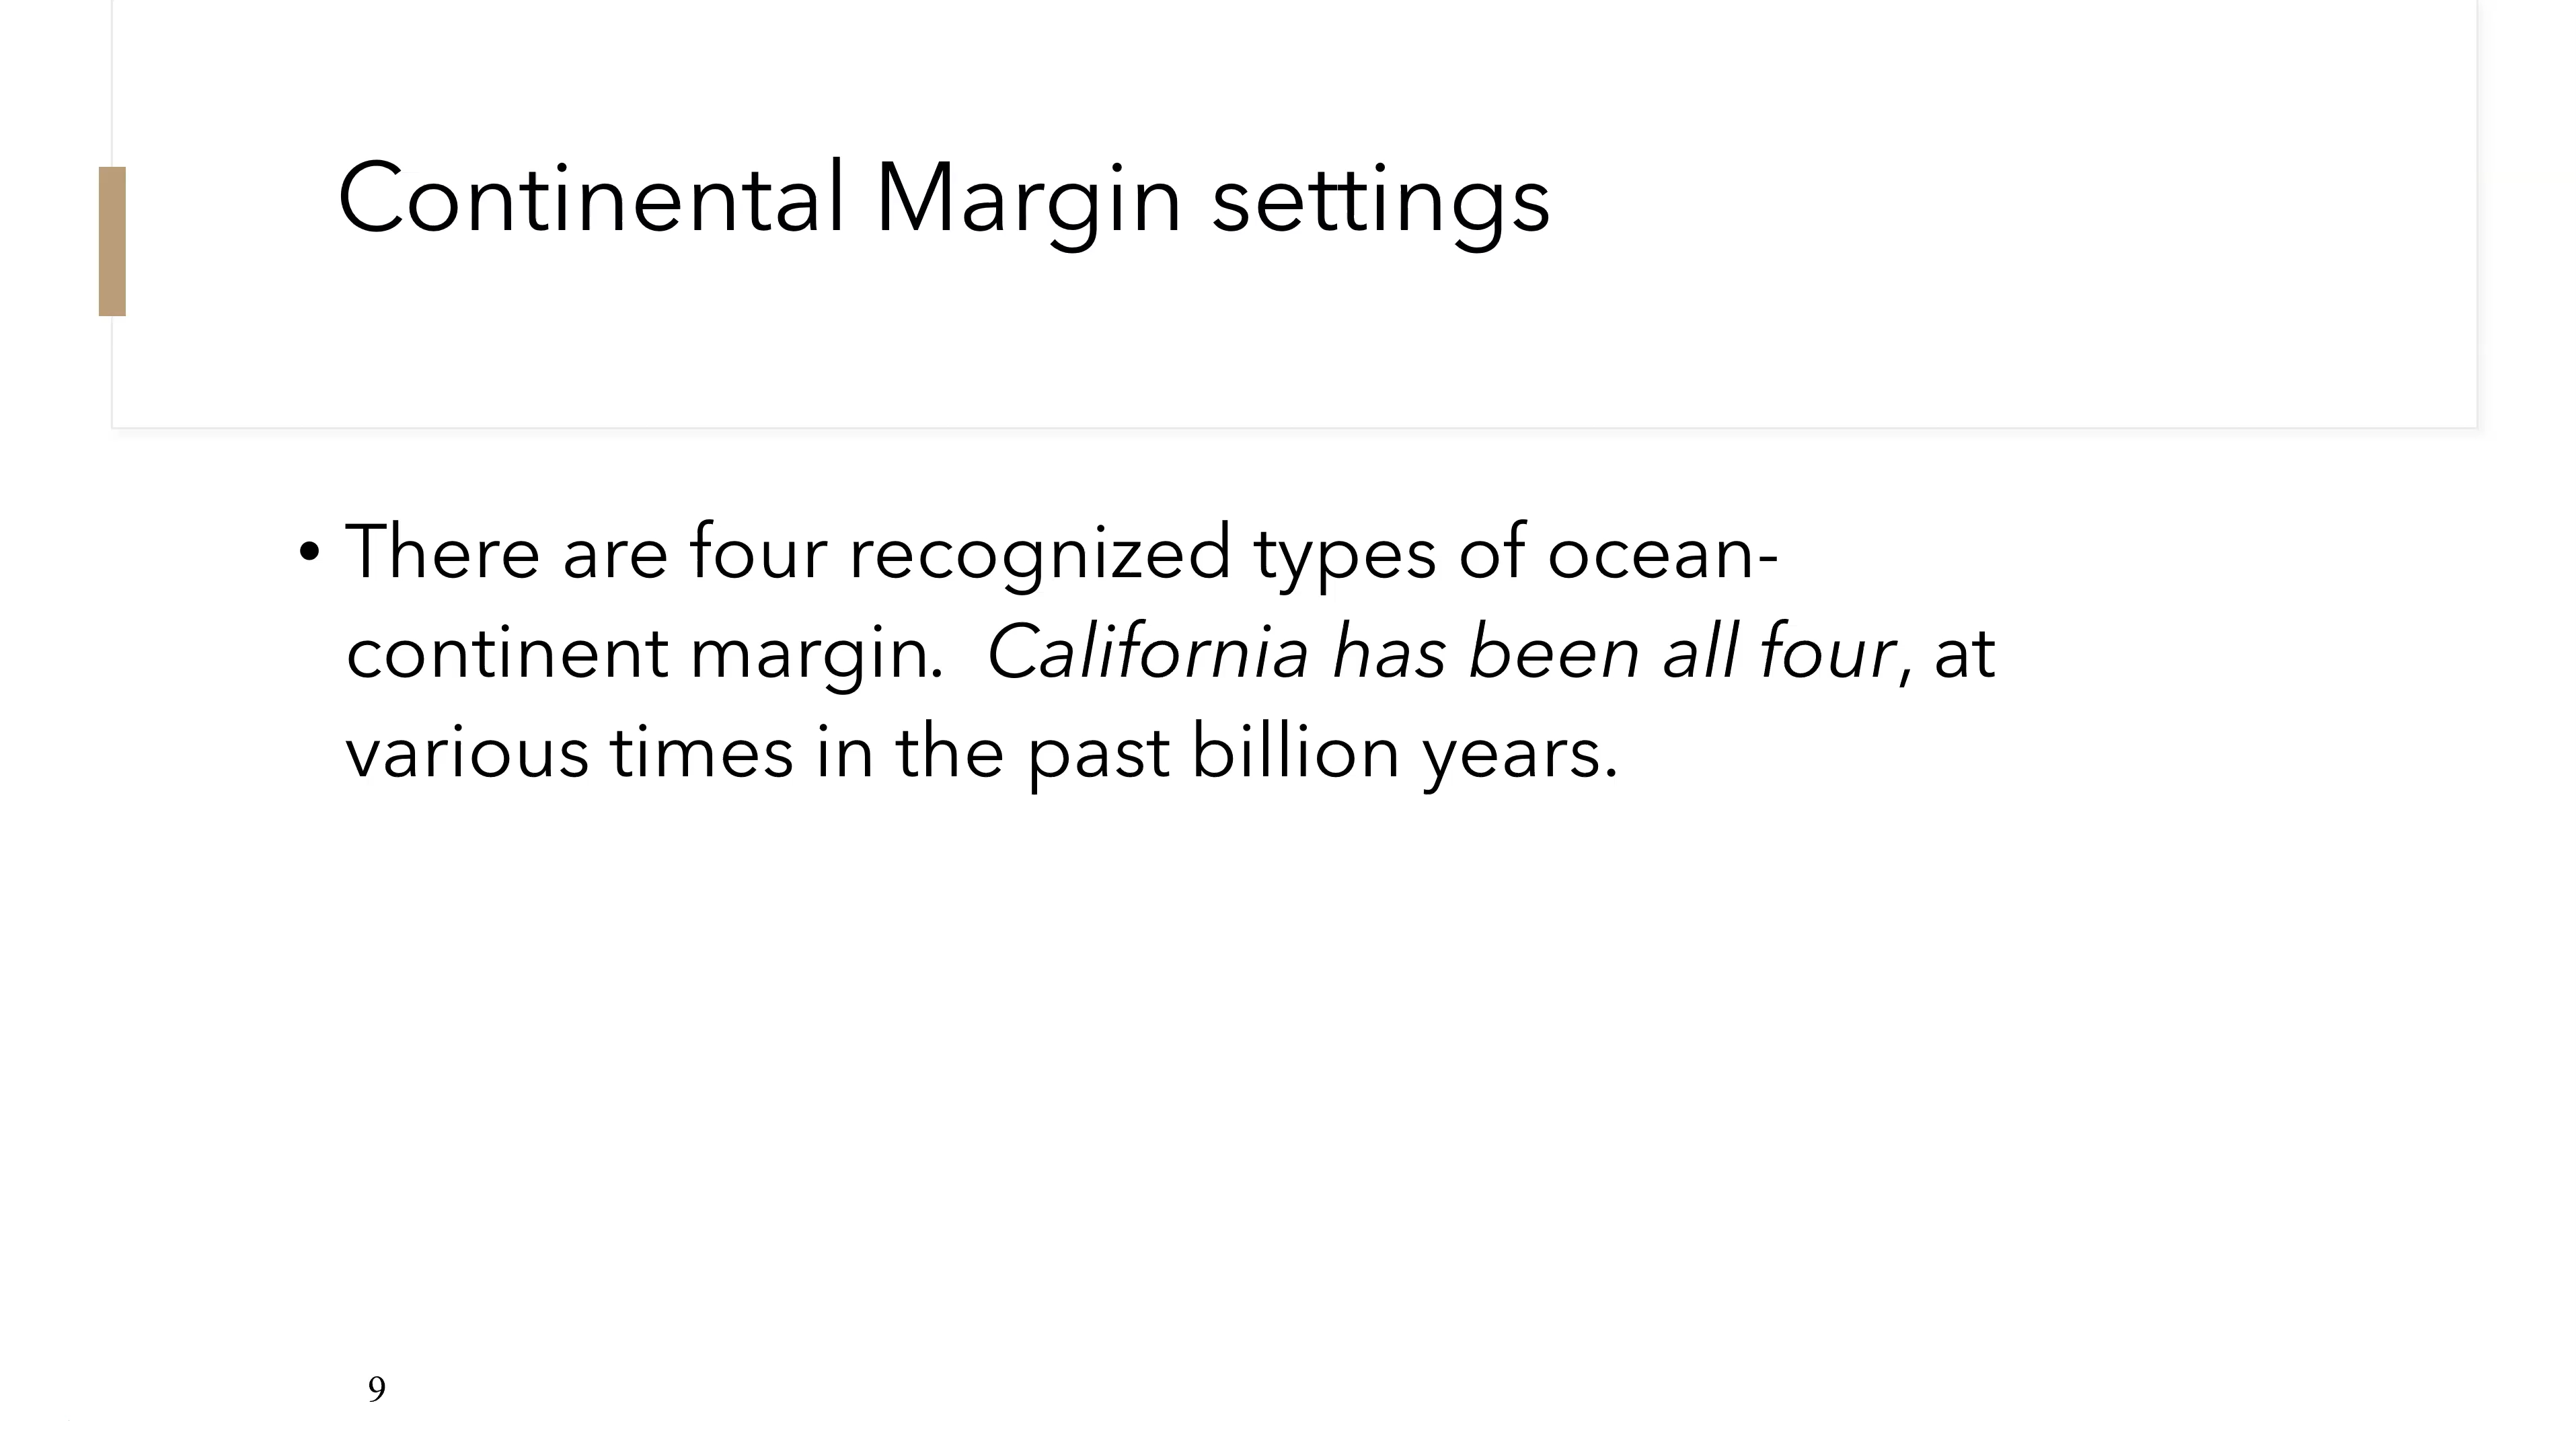 Continental Margin settings
• There are four recognized types of ocean-
continent margin.  California has been all four, at
various times in the past billion years.
9